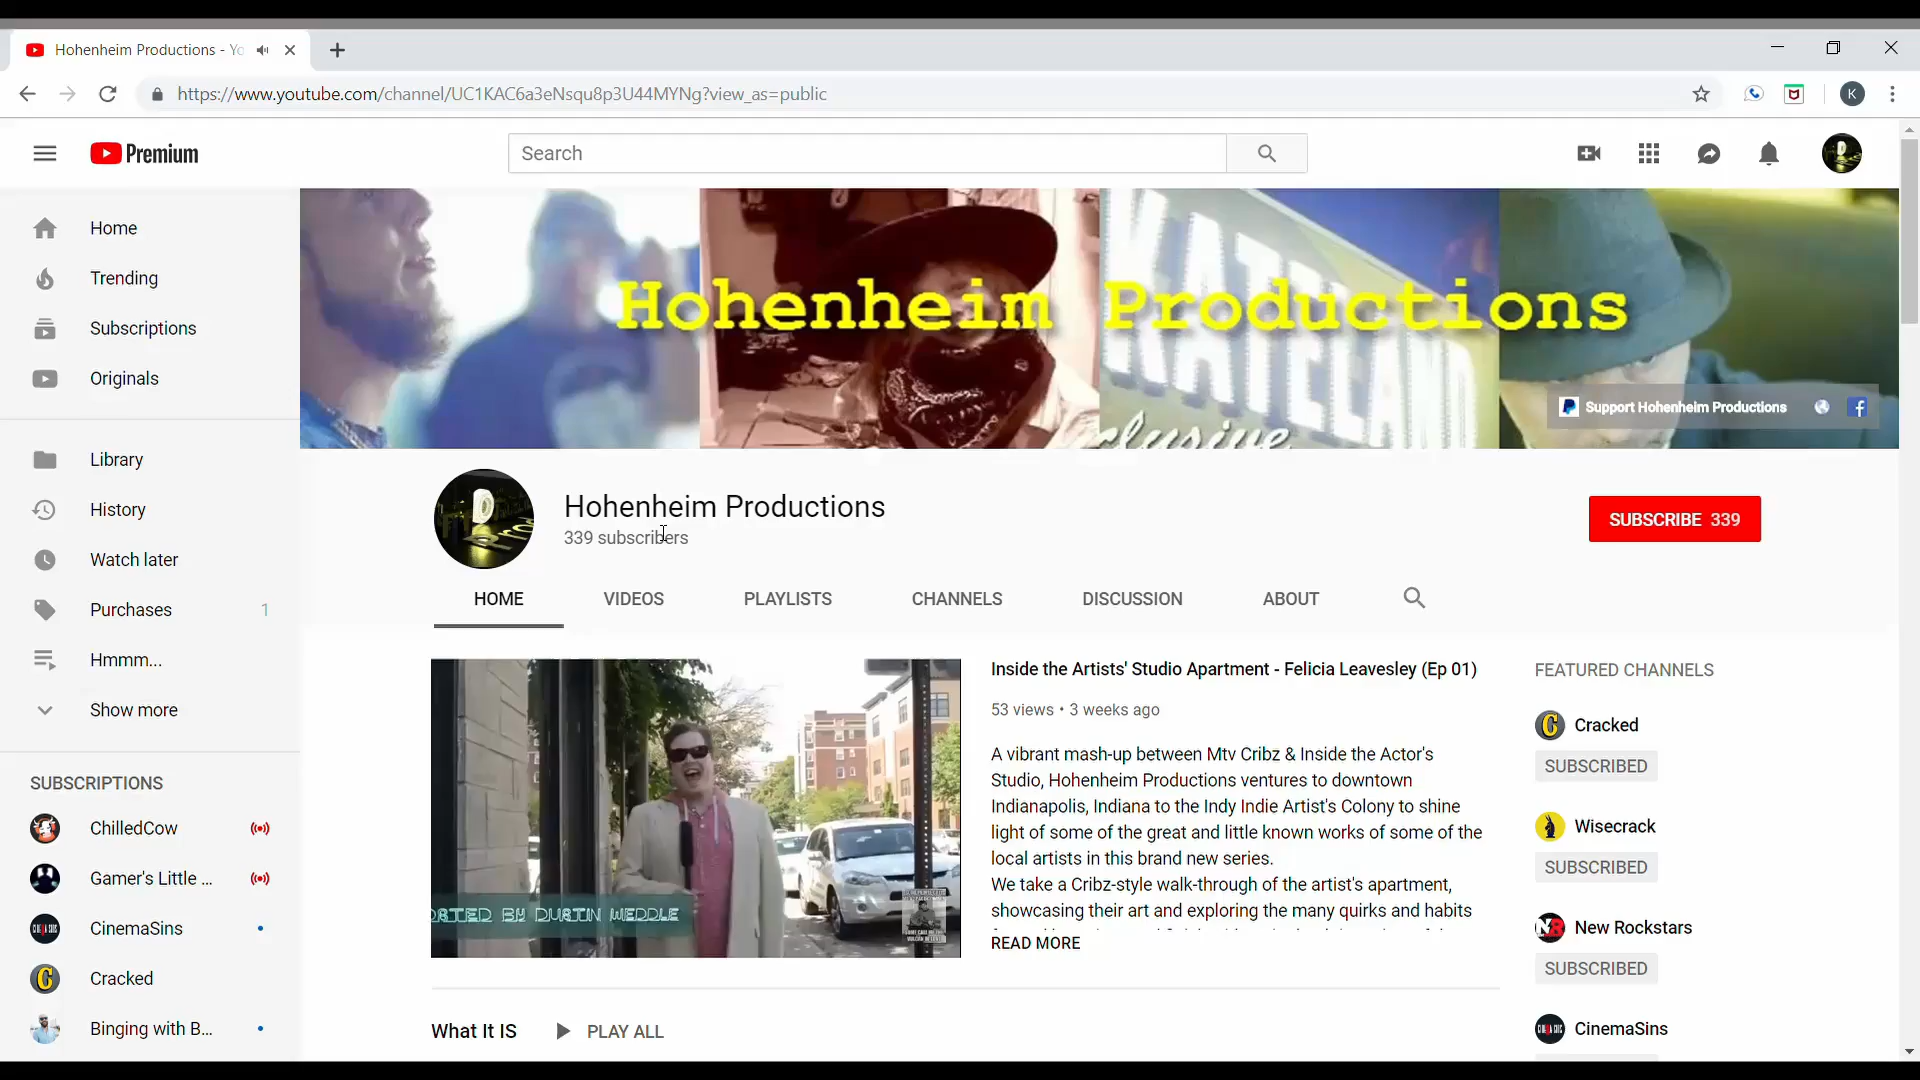 Hohenheim Productions - Yo
https://www.youtube.com/channel/UC1KAC6a3eNsqu8p3U44MYNg?view_as=public
K
Premium
Search
Home
Trending
Subscriptions
Originals
Library
History
Watch later
Purchases 1
Hmmm...
Show more
SUBSCRIPTIONS
ChilledCow
Gamer's Little ...
CinemaSins
Cracked
Binging with B...
KATELAND
clusive
Hohenheim Productions
Support Hohenheim Productions
Hohenheim Productions
339 subscribers
SUBSCRIBE 339
HOME
VIDEOS
PLAYLISTS
CHANNELS
DISCUSSION
ABOUT
OSTED BY DUSTIN WEDDLE
Inside the Artists' Studio Apartment - Felicia Leavesley (Ep 01)
53 views • 3 weeks ago
A vibrant mash-up between Mtv Cribz & Inside the Actor's
Studio, Hohenheim Productions ventures to downtown
Indianapolis, Indiana to the Indy Indie Artist's Colony to shine
light of some of the great and little known works of some of the
local artists in this brand new series.
We take a Cribz-style walk-through of the artist's apartment,
showcasing their art and exploring the many quirks and habits
READ MORE
What It IS
PLAY ALL
FEATURED CHANNELS
Cracked
SUBSCRIBED
Wisecrack
SUBSCRIBED
New Rockstars
SUBSCRIBED
CinemaSins